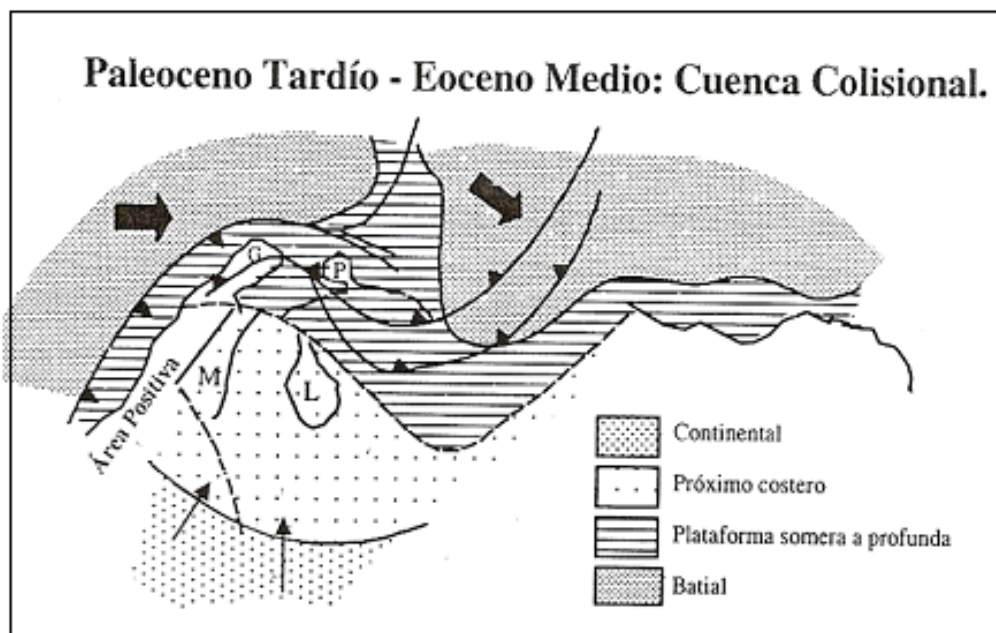 Paleoceno Tardío - Eoceno Medio: Cuenca Colisional.
G
P
M
L
Área Positiva
Continental
Próximo costero
Plataforma somera a profunda
Batial